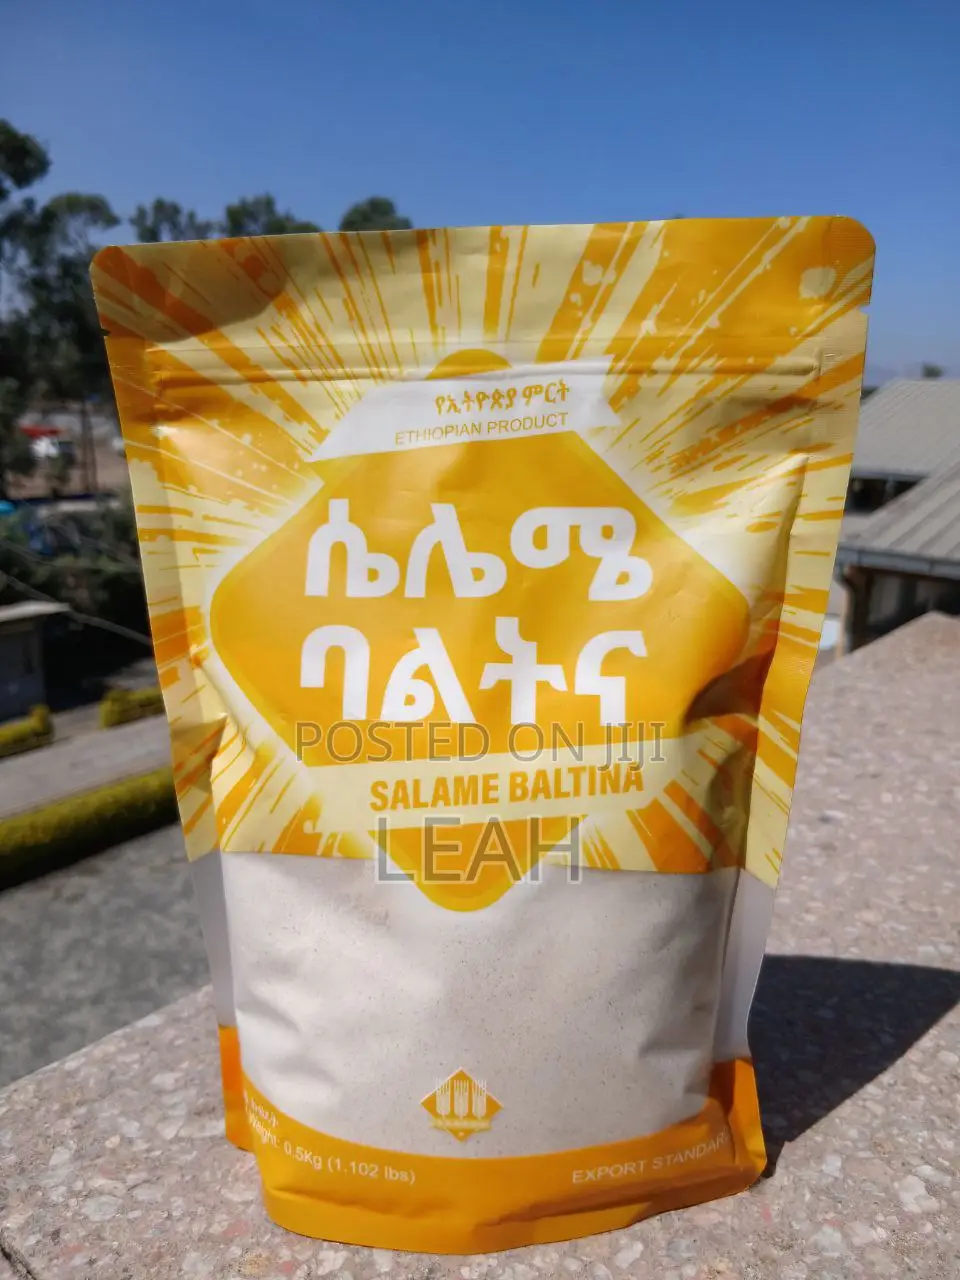 የኢትዮጵያ ምርት
ETHIOPIAN PRODUCT
ሴሌሜ
ባልትና
POSTED ON JIJI
SALAME BALTINA
LEAH
Weight: 0.5Kg (1.102 lbs)
EXPORT STANDARD